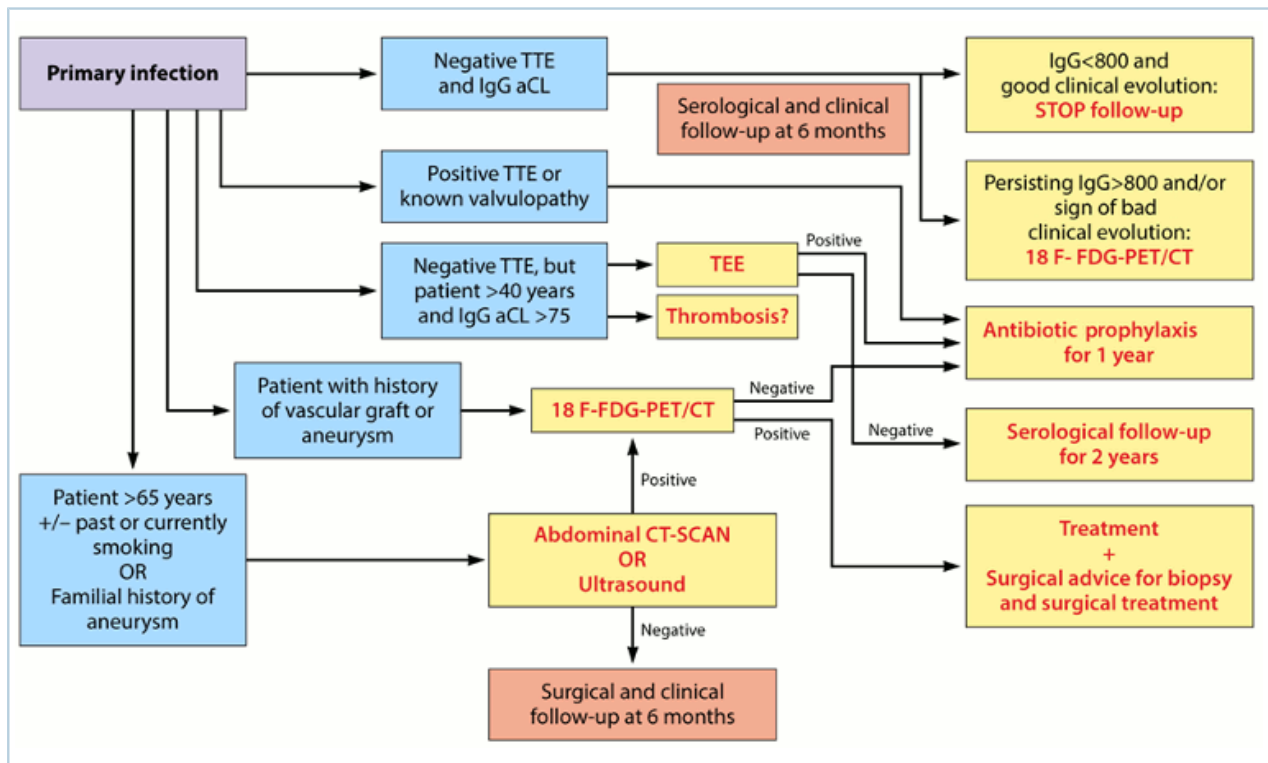 Primary infection
Negative TTE
and IgG aCL
Serological and clinical
follow-up at 6 months
IgG<800 and
good clinical evolution:
STOP follow-up
Positive TTE or
known valvulopathy
Persisting IgG>800 and/or
sign of bad
clinical evolution:
18 F- FDG-PET/CT
Negative TTE, but
patient >40 years
and IgG aCL >75
TEE
Positive
Thrombosis?
Antibiotic prophylaxis
for 1 year
Patient with history
of vascular graft or
aneurysm
18 F-FDG-PET/CT
Negative
Positive
Negative
Serological follow-up
for 2 years
Patient >65 years
+/– past or currently
smoking
OR
Familial history of
aneurysm
Positive
Abdominal CT-SCAN
OR
Ultrasound
Treatment
+
Surgical advice for biopsy
and surgical treatment
Negative
Surgical and clinical
follow-up at 6 months